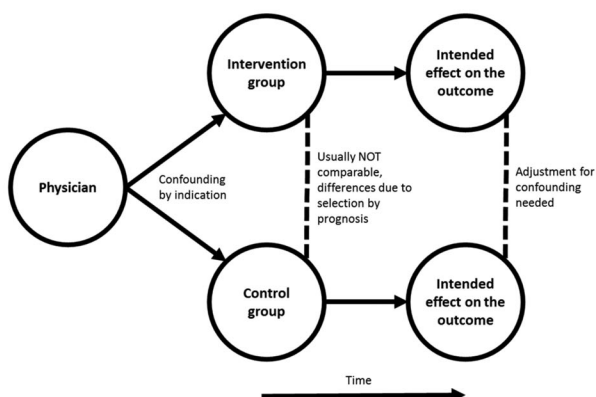 Intervention
group
Intended
effect on the
outcome
Physician
Confounding
by indication
Usually NOT
comparable,
differences due to
selection by
prognosis
Adjustment for
confounding
needed
Control
group
Intended
effect on the
outcome
Time